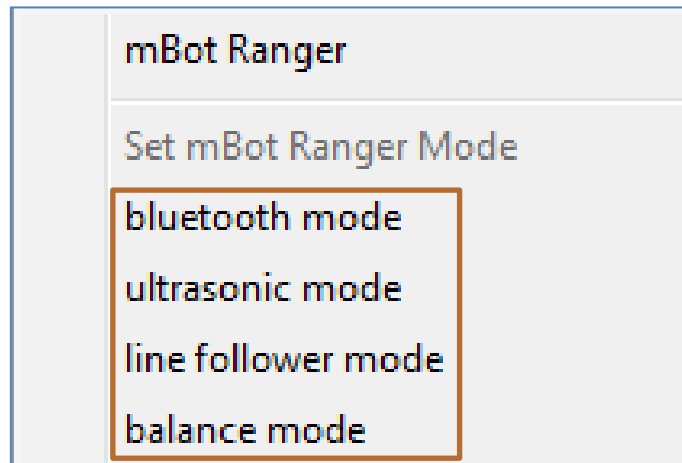 mBot Ranger
Set mBot Ranger Mode
bluetooth mode
ultrasonic mode
line follower mode
balance mode